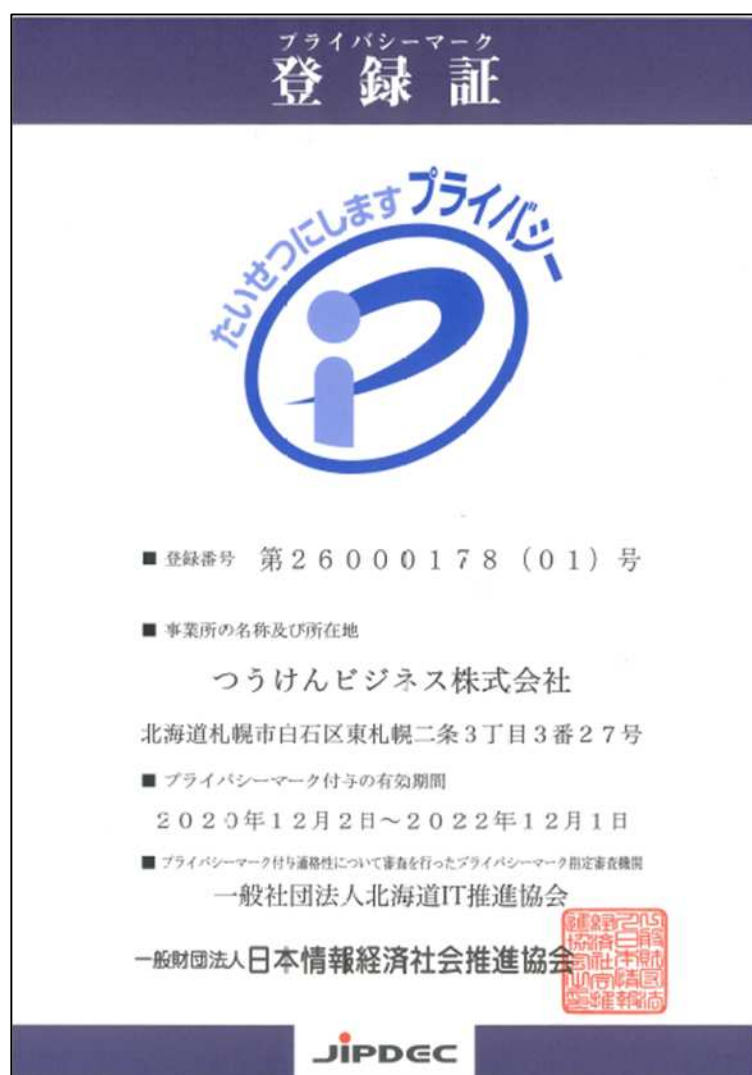 プライバシーマーク
登録証
たいせつにしますプライバシー
■ 登録番号 第26000178(01)号
■ 事業所の名称及び所在地
つうけんビジネス株式会社
北海道札幌市白石区東札幌二条3丁目3番27号
■ プライバシーマーク付与の有効期間
2020年12月2日～2022年12月1日
■ プライバシーマーク付与適格性について審査を行ったプライバシーマーク指定審査機関
一般社団法人北海道IT推進協会
一般財団法人日本情報経済社会推進協会
JIPDEC